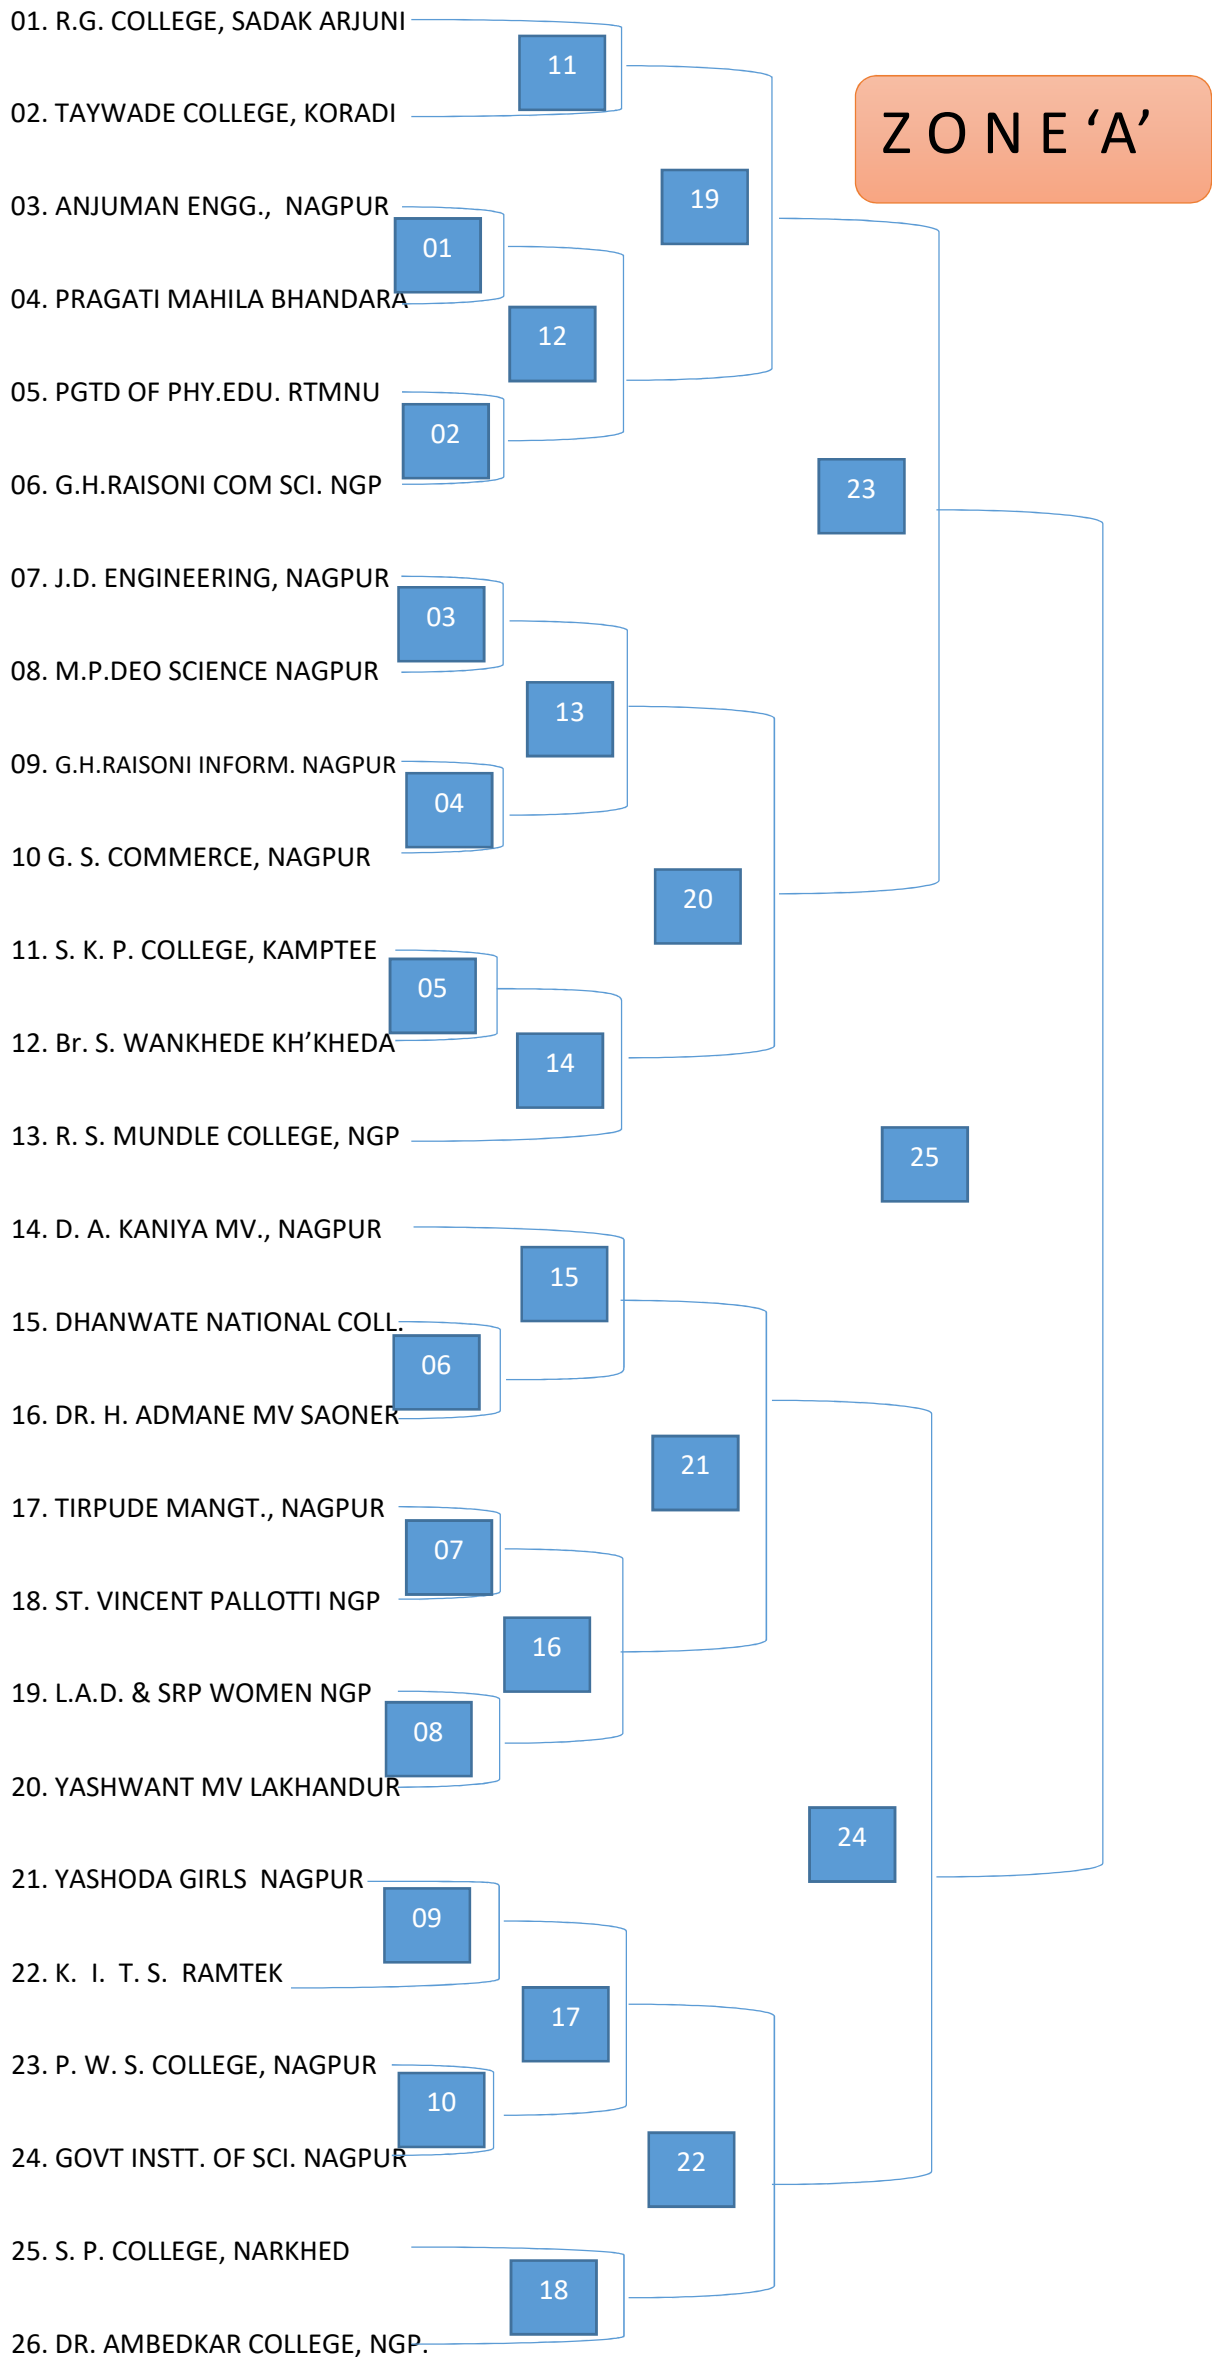 01. R.G. COLLEGE, SADAK ARJUNI
11
Z O N E ‘A’
02. TAYWADE COLLEGE, KORADI
19
03. ANJUMAN ENGG.,  NAGPUR
01
04. PRAGATI MAHILA BHANDARA
12
05. PGTD OF PHY.EDU. RTMNU
02
06. G.H.RAISONI COM SCI. NGP
23
07. J.D. ENGINEERING, NAGPUR
03
08. M.P.DEO SCIENCE NAGPUR
13
09. G.H.RAISONI INFORM. NAGPUR
04
10 G. S. COMMERCE, NAGPUR
20
11. S. K. P. COLLEGE, KAMPTEE
05
12. Br. S. WANKHEDE KH’KHEDA
14
13. R. S. MUNDLE COLLEGE, NGP
25
14. D. A. KANIYA MV., NAGPUR
15
15. DHANWATE NATIONAL COLL.
06
16. DR. H. ADMANE MV SAONER
21
17. TIRPUDE MANGT., NAGPUR
07
18. ST. VINCENT PALLOTTI NGP
16
19. L.A.D. & SRP WOMEN NGP
08
20. YASHWANT MV LAKHANDUR
24
21. YASHODA GIRLS  NAGPUR
09
22. K.  I.  T. S.  RAMTEK
17
23. P. W. S. COLLEGE, NAGPUR
10
24. GOVT INSTT. OF SCI. NAGPUR
22
25. S. P. COLLEGE, NARKHED
18
26. DR. AMBEDKAR COLLEGE, NGP.